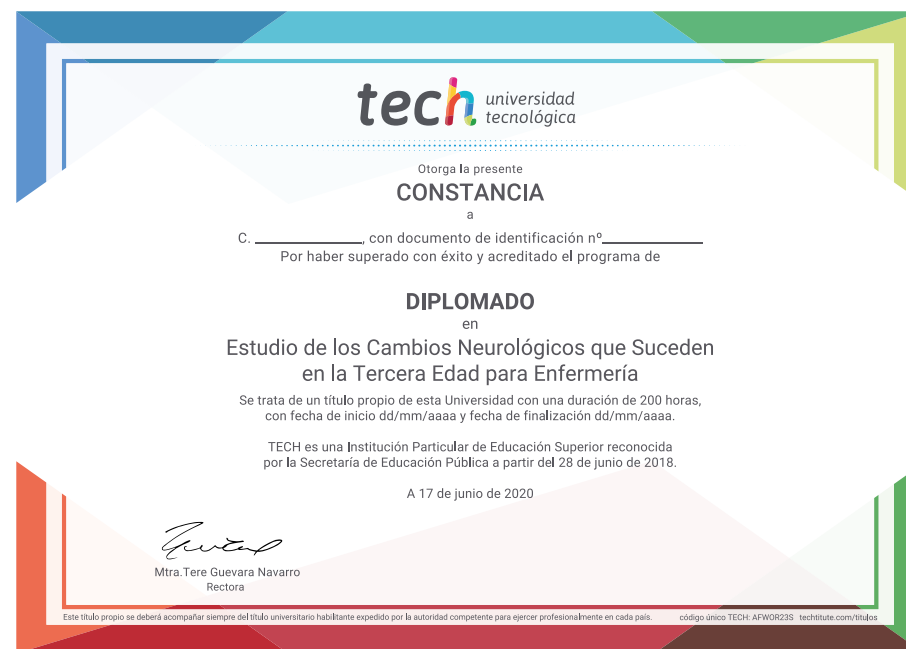 tech universidad
tecnológica
Otorga la presente
CONSTANCIA
a
C. ____________, con documento de identificación nº____________
Por haber superado con éxito y acreditado el programa de
DIPLOMADO
en
Estudio de los Cambios Neurológicos que Suceden
en la Tercera Edad para Enfermería
Se trata de un título propio de esta Universidad con una duración de 200 horas,
con fecha de inicio dd/mm/aaaa y fecha de finalización dd/mm/aaaa.
TECH es una Institución Particular de Educación Superior reconocida
por la Secretaría de Educación Pública a partir del 28 de junio de 2018.
A 17 de junio de 2020
Mtra.Tere Guevara Navarro
Rectora
Este título propio se deberá acompañar siempre del título universitario habilitante expedido por la autoridad competente para ejercer profesionalmente en cada país. código único TECH: AFWOR23S techtitute.com/titulos